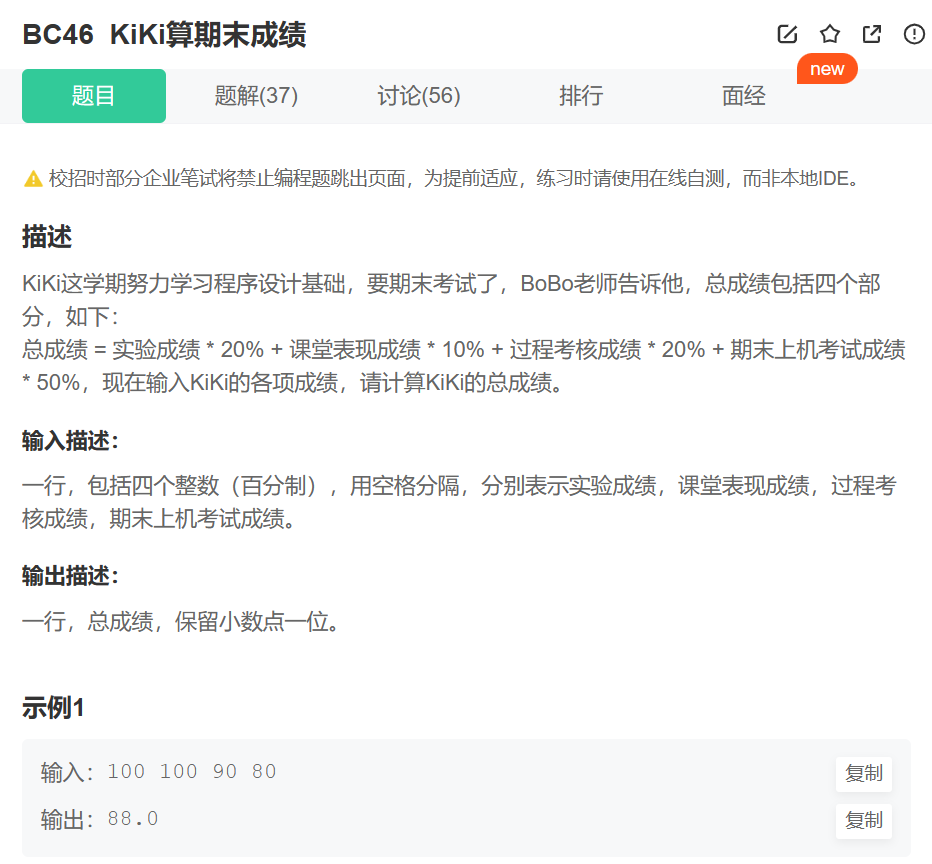 BC46 KiKi算期末成绩
new
题目 题解(37) 讨论(56) 排行 面经
校招时部分企业笔试将禁止编程题跳出页面，为提前适应，练习时请使用在线自测，而非本地IDE。
描述
KiKi这学期努力学习程序设计基础，要期末考试了，BoBo老师告诉他，总成绩包括四个部
分，如下：
总成绩 = 实验成绩 * 20% + 课堂表现成绩 * 10% + 过程考核成绩 * 20% + 期末上机考试成绩
* 50%，现在输入KiKi的各项成绩，请计算KiKi的总成绩。
输入描述：
一行，包括四个整数（百分制），用空格分隔，分别表示实验成绩，课堂表现成绩，过程考
核成绩，期末上机考试成绩。
输出描述：
一行，总成绩，保留小数点一位。
示例1
输入：100 100 90 80 复制
输出：88.0 复制